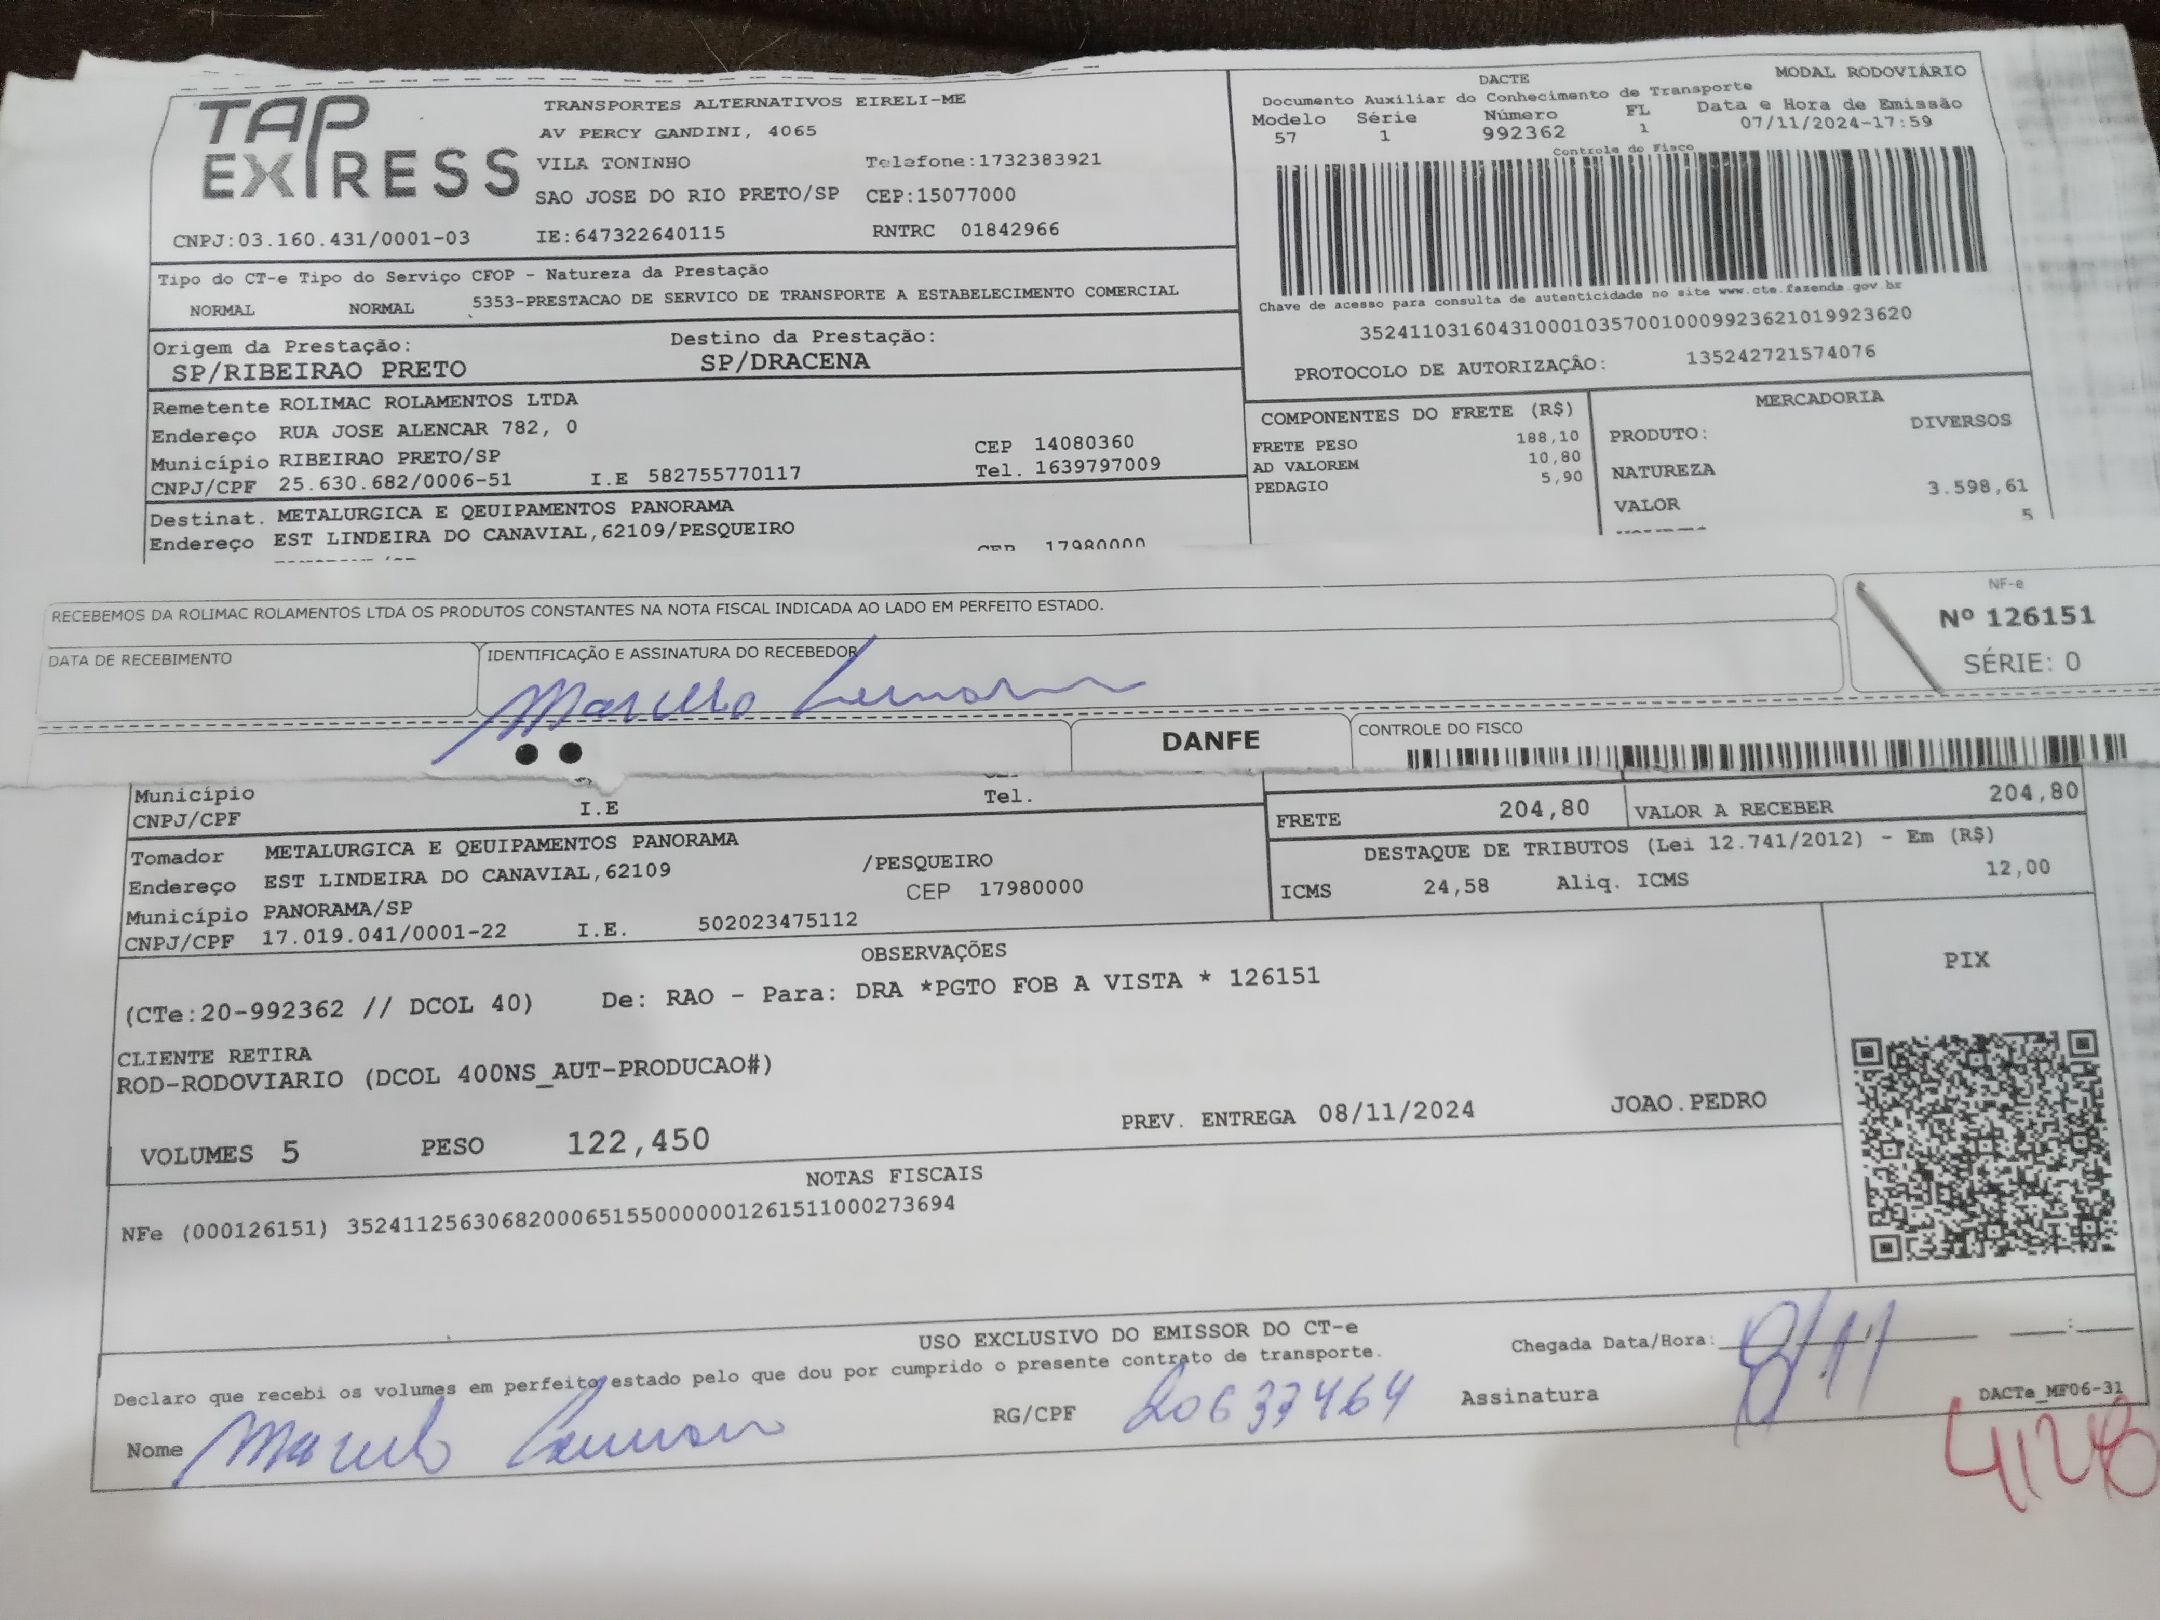 TAP EXPRESS
TRANSPORTES ALTERNATIVOS EIRELI-ME
AV PERCY GANDINI, 4065
VILA TONINHO Telefone:1732383921
SAO JOSE DO RIO PRETO/SP CEP:15077000
CNPJ:03.160.431/0001-03 IE:647322640115 RNTRC 01842966
DACTE MODAL RODOVIÁRIO
Documento Auxiliar do Conhecimento de Transporte
Modelo Série Número FL Data e Hora de Emissão
57 1 992362 1 07/11/2024-17:59
Controle do Fisco
Chave de acesso para consulta de autenticidade no site www.cte.fazenda.gov.br
35241103160431000103570010009923621019923620
PROTOCOLO DE AUTORIZAÇÃO: 135242721574076
Tipo do CT-e Tipo do Serviço CFOP - Natureza da Prestação
NORMAL NORMAL 5353-PRESTACAO DE SERVICO DE TRANSPORTE A ESTABELECIMENTO COMERCIAL
Origem da Prestação: Destino da Prestação:
SP/RIBEIRAO PRETO SP/DRACENA
Remetente ROLIMAC ROLAMENTOS LTDA
Endereço RUA JOSE ALENCAR 782, 0
Município RIBEIRAO PRETO/SP CEP 14080360
CNPJ/CPF 25.630.682/0006-51 I.E 582755770117 Tel. 1639797009
Destinat. METALURGICA E QEUIPAMENTOS PANORAMA
Endereço EST LINDEIRA DO CANAVIAL,62109/PESQUEIRO
CEP 17980000
COMPONENTES DO FRETE (R$)
FRETE PESO 188,10
AD VALOREM 10,80
PEDAGIO 5,90
MERCADORIA
PRODUTO: DIVERSOS
NATUREZA
VALOR 3.598,61
5
RECEBEMOS DA ROLIMAC ROLAMENTOS LTDA OS PRODUTOS CONSTANTES NA NOTA FISCAL INDICADA AO LADO EM PERFEITO ESTADO.
DATA DE RECEBIMENTO IDENTIFICAÇÃO E ASSINATURA DO RECEBEDOR
NF-e
Nº 126151
SÉRIE: 0
DANFE CONTROLE DO FISCO
Município
CNPJ/CPF I.E Tel.
FRETE 204,80 VALOR A RECEBER 204,80
DESTAQUE DE TRIBUTOS (Lei 12.741/2012) - Em (R$)
ICMS 24,58 Aliq. ICMS 12,00
Tomador METALURGICA E QEUIPAMENTOS PANORAMA
Endereço EST LINDEIRA DO CANAVIAL,62109 /PESQUEIRO
Município PANORAMA/SP CEP 17980000
CNPJ/CPF 17.019.041/0001-22 I.E. 502023475112
OBSERVAÇÕES
(CTe:20-992362 // DCOL 40) De: RAO - Para: DRA *PGTO FOB A VISTA * 126151
CLIENTE RETIRA
ROD-RODOVIARIO (DCOL 400NS_AUT-PRODUCAO#)
VOLUMES 5 PESO 122,450 PREV. ENTREGA 08/11/2024 JOAO.PEDRO
PIX
NOTAS FISCAIS
NFe (000126151) 35241125630682000651550000001261511000273694
USO EXCLUSIVO DO EMISSOR DO CT-e
Declaro que recebi os volumes em perfeito estado pelo que dou por cumprido o presente contrato de transporte.
Chegada Data/Hora: 8/11
Nome Marcelo RG/CPF 20637464 Assinatura
DACTe_MF06-31